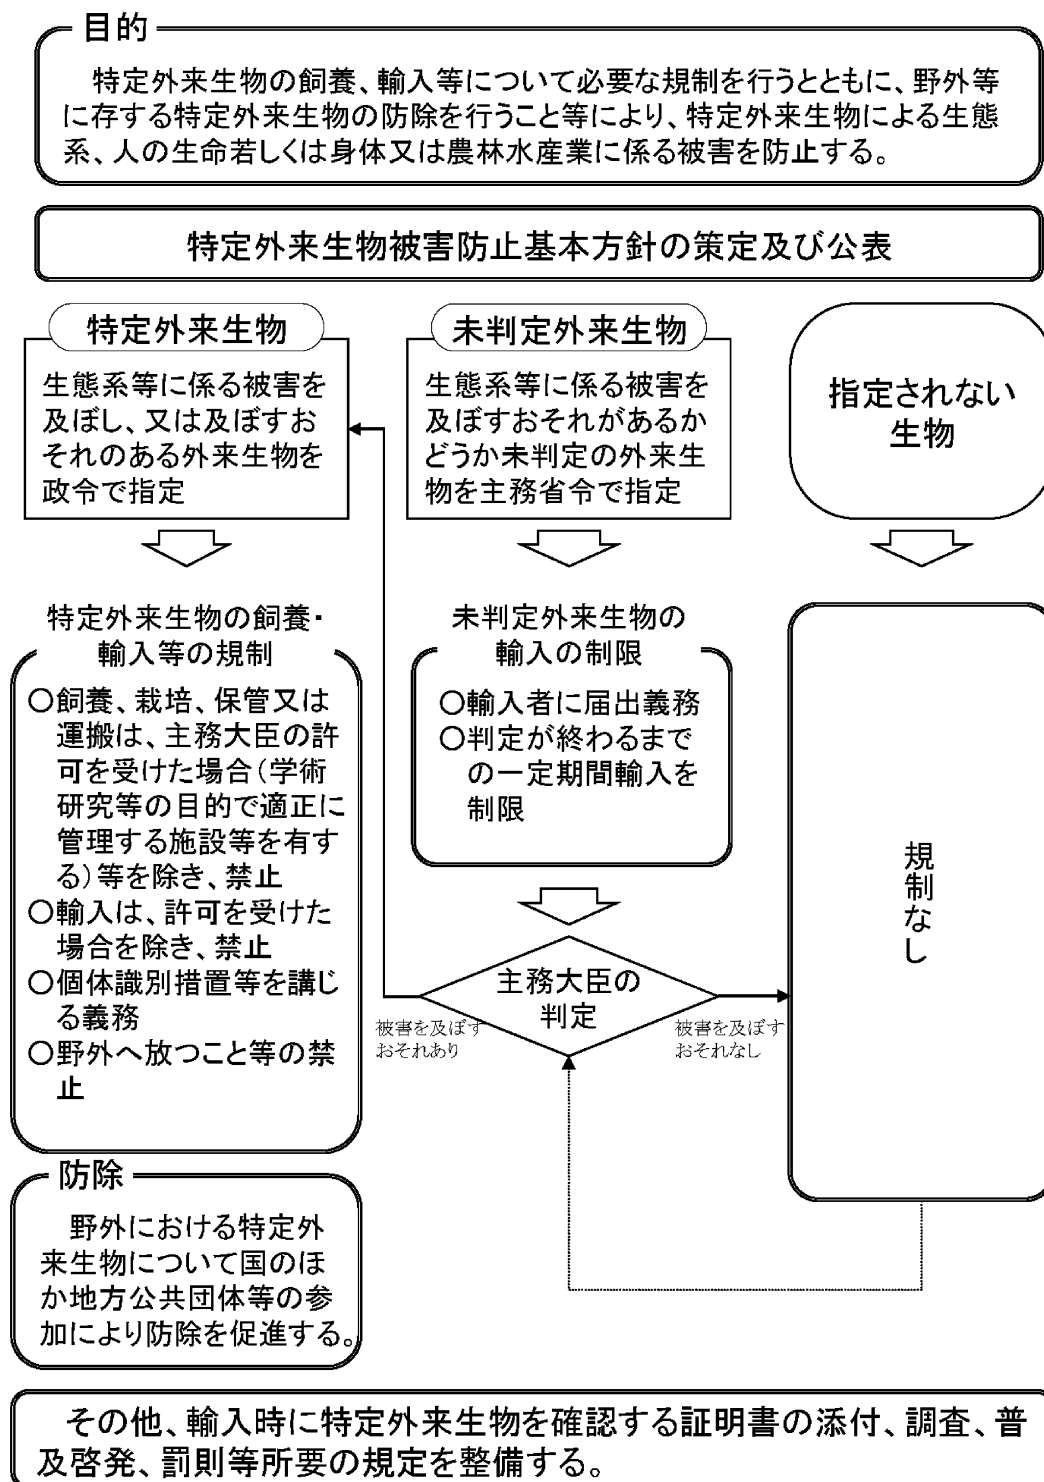 目的
特定外来生物の飼養、輸入等について必要な規制を行うとともに、野外等
に存する特定外来生物の防除を行うこと等により、特定外来生物による生態
系、人の生命若しくは身体又は農林水産業に係る被害を防止する。
特定外来生物被害防止基本方針の策定及び公表
特定外来生物
生態系等に係る被害を
及ぼし、又は及ぼすお
それのある外来生物を
政令で指定
未判定外来生物
生態系等に係る被害を
及ぼすおそれがあるか
どうか未判定の外来生
物を主務省令で指定
指定されない
生物
特定外来生物の飼養・
輸入等の規制
○飼養、栽培、保管又は
運搬は、主務大臣の許
可を受けた場合(学術
研究等の目的で適正に
管理する施設等を有す
る)等を除き、禁止
○輸入は、許可を受けた
場合を除き、禁止
○個体識別措置等を講じ
る義務
○野外へ放つこと等の禁
止
未判定外来生物の
輸入の制限
○輸入者に届出義務
○判定が終わるまで
の一定期間輸入を
制限
主務大臣の
判定
被害を及ぼす
おそれあり
被害を及ぼす
おそれなし
規制なし
防除
野外における特定外
来生物について国のほ
か地方公共団体等の参
加により防除を促進する。
その他、輸入時に特定外来生物を確認する証明書の添付、調査、普
及啓発、罰則等所要の規定を整備する。